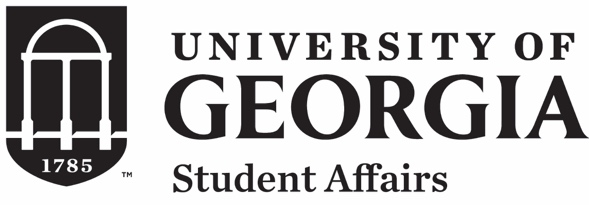 UNIVERSITY OF
GEORGIA
1785
™
Student Affairs